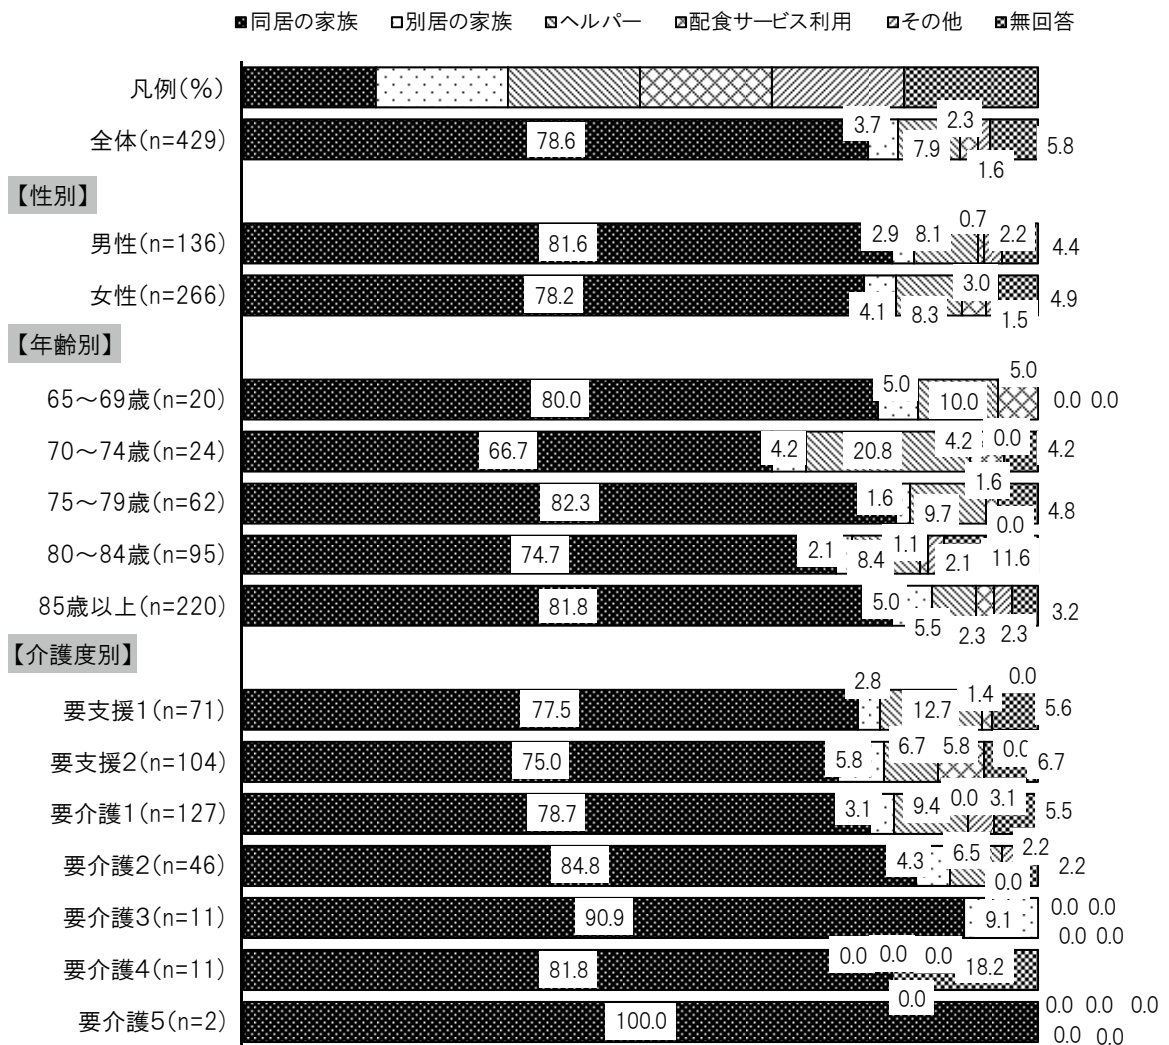 同居の家族 別居の家族 ヘルパー 配食サービス利用 その他 無回答
凡例(%)
全体(n=429) 78.6 3.7 7.9 2.3 1.6 5.8
【性別】
男性(n=136) 81.6 2.9 8.1 0.7 2.2 4.4
女性(n=266) 78.2 4.1 8.3 3.0 1.5 4.9
【年齢別】
65～69歳(n=20) 80.0 5.0 10.0 5.0 0.0 0.0
70～74歳(n=24) 66.7 4.2 20.8 4.2 0.0 4.2
75～79歳(n=62) 82.3 1.6 9.7 1.6 0.0 4.8
80～84歳(n=95) 74.7 2.1 8.4 1.1 2.1 11.6
85歳以上(n=220) 81.8 5.0 5.5 2.3 2.3 3.2
【介護度別】
要支援1(n=71) 77.5 2.8 12.7 1.4 0.0 5.6
要支援2(n=104) 75.0 5.8 6.7 5.8 0.0 6.7
要介護1(n=127) 78.7 3.1 9.4 0.0 3.1 5.5
要介護2(n=46) 84.8 4.3 6.5 0.0 2.2 2.2
要介護3(n=11) 90.9 9.1 0.0 0.0 0.0 0.0
要介護4(n=11) 81.8 0.0 0.0 0.0 0.0 18.2
要介護5(n=2) 100.0 0.0 0.0 0.0 0.0 0.0